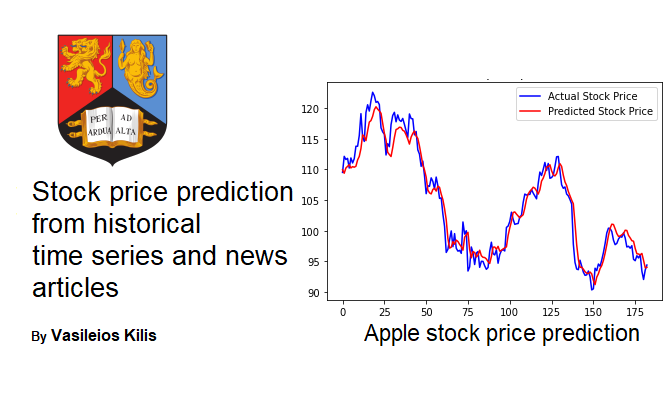 PER AD
ARDUA ALTA
Stock price prediction
from historical
time series and news
articles
By Vasileios Kilis
Actual Stock Price
Predicted Stock Price
120
115
110
105
100
95
90
0 25 50 75 100 125 150 175
Apple stock price prediction